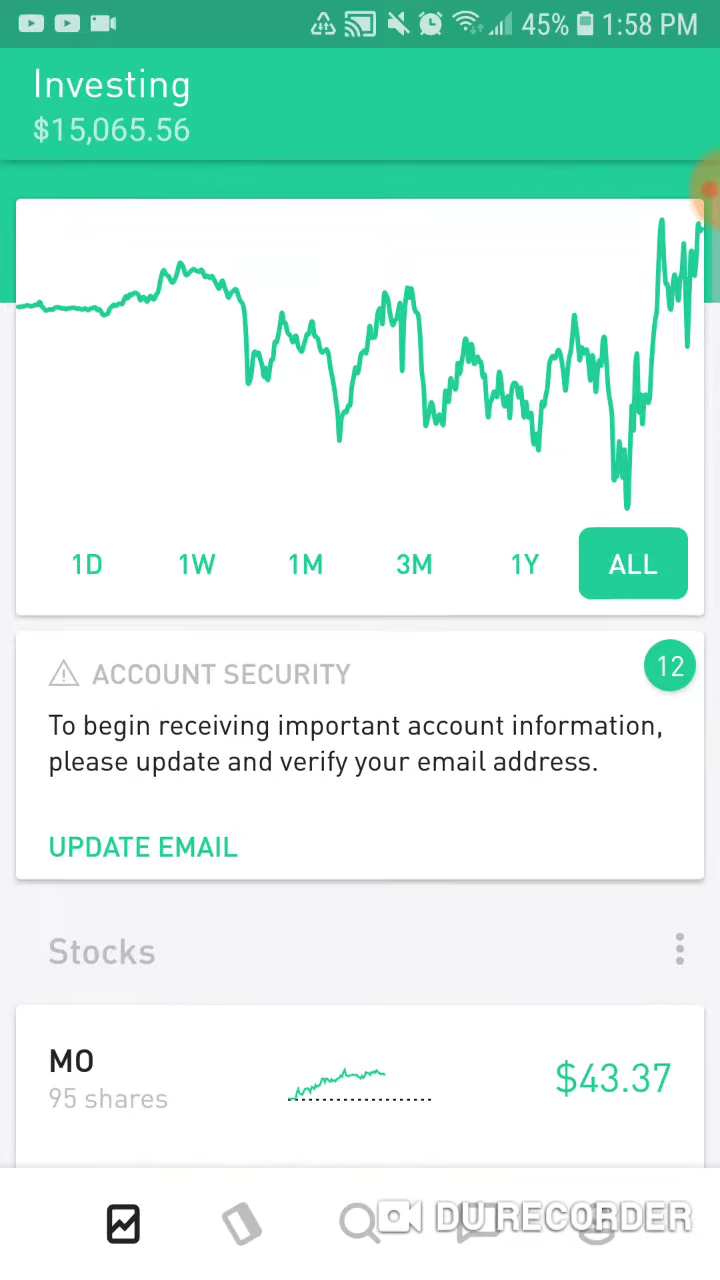 45% 1:58 PM
Investing
$15,065.56
1D 1W 1M 3M 1Y ALL
ACCOUNT SECURITY 12
To begin receiving important account information,
please update and verify your email address.
UPDATE EMAIL
Stocks
MO
95 shares
$43.37
DU RECORDER